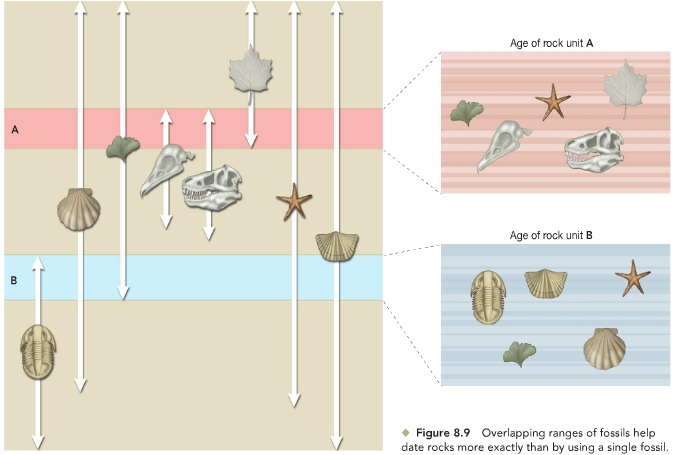 A
B
Age of rock unit A
Age of rock unit B
◆ Figure 8.9 Overlapping ranges of fossils help
date rocks more exactly than by using a single fossil.